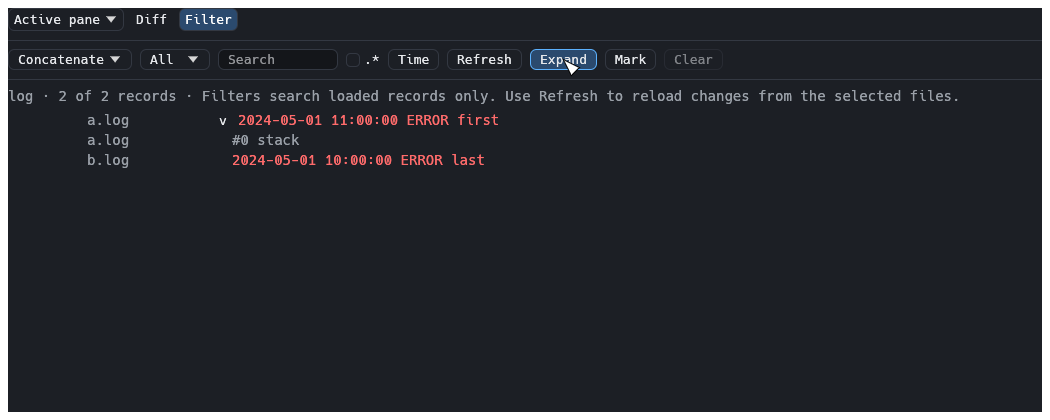 Active pane Diff Filter
Concatenate All Search .* Time Refresh Expand Mark Clear
log · 2 of 2 records · Filters search loaded records only. Use Refresh to reload changes from the selected files.
a.log v 2024-05-01 11:00:00 ERROR first
a.log #0 stack
b.log 2024-05-01 10:00:00 ERROR last